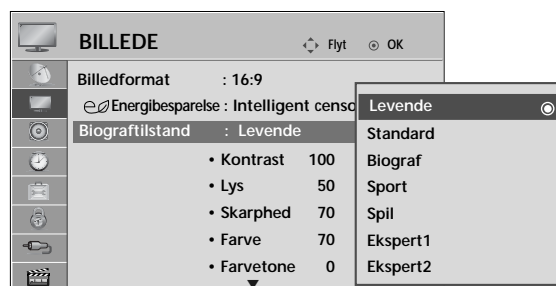 BILLEDE
Flyt
OK
Billedformat : 16:9
Energibesparelse : Intelligent censo
Biograftilstand : Levende
• Kontrast 100
• Lys 50
• Skarphed 70
• Farve 70
• Farvetone 0
Levende
Standard
Biograf
Sport
Spil
Ekspert1
Ekspert2